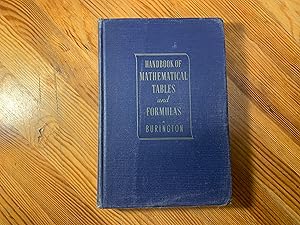 HANDBOOK OF
MATHEMATICAL
TABLES
and
FORMULAS
BURINGTON